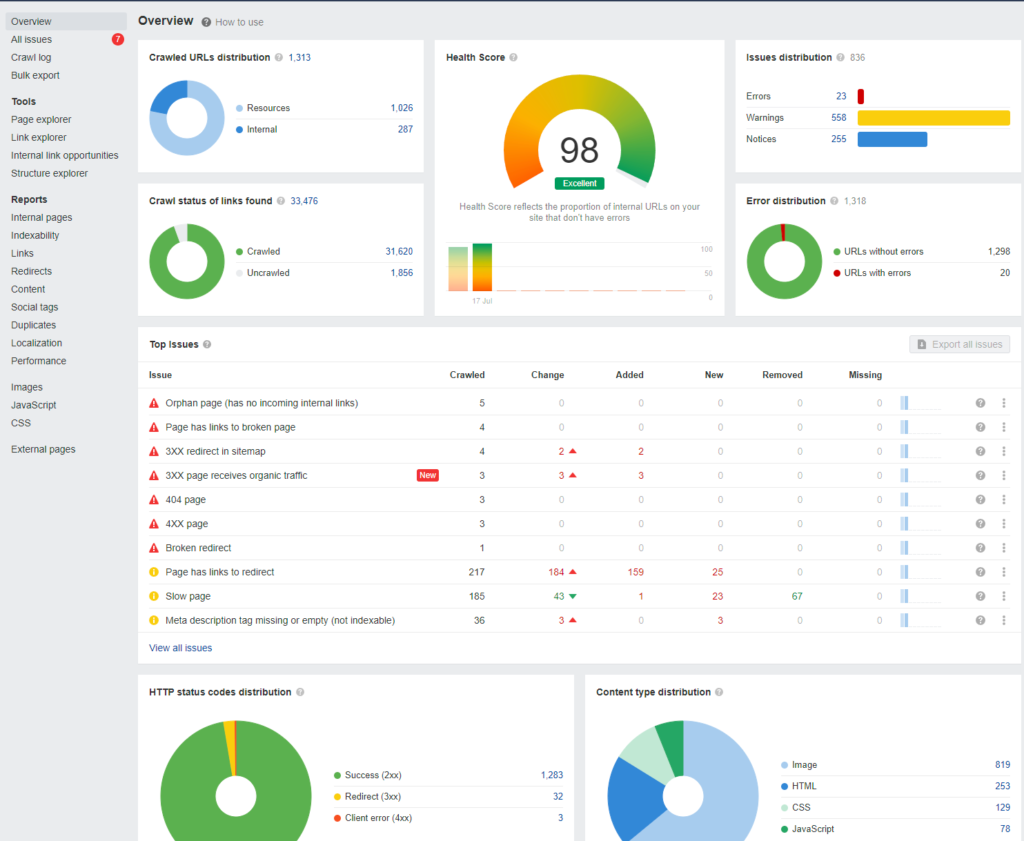 Overview
All issues 7
Crawl log
Bulk export
Tools
Page explorer
Link explorer
Internal link opportunities
Structure explorer
Reports
Internal pages
Indexability
Links
Redirects
Content
Social tags
Duplicates
Localization
Performance
Images
JavaScript
CSS
External pages
Overview ? How to use
Crawled URLs distribution ? 1,313
Resources 1,026
Internal 287
Crawl status of links found ? 33,476
Crawled 31,620
Uncrawled 1,856
Health Score ?
98
Excellent
Health Score reflects the proportion of internal URLs on your
site that don't have errors
100
50
0
17 Jul
Issues distribution ? 836
Errors 23
Warnings 558
Notices 255
Error distribution ? 1,318
URLs without errors 1,298
URLs with errors 20
Top Issues ? Export all issues
Issue Crawled Change Added New Removed Missing
Orphan page (has no incoming internal links) 5 0 0 0 0 0 ?
Page has links to broken page 4 0 0 0 0 0 ?
3XX redirect in sitemap 4 2 2 0 0 0 ?
3XX page receives organic traffic New 3 3 3 0 0 0 ?
404 page 3 0 0 0 0 0 ?
4XX page 3 0 0 0 0 0 ?
Broken redirect 1 0 0 0 0 0 ?
Page has links to redirect 217 184 159 25 0 0 ?
Slow page 185 43 1 23 67 0 ?
Meta description tag missing or empty (not indexable) 36 3 0 3 0 0 ?
View all issues
HTTP status codes distribution ?
Success (2xx) 1,283
Redirect (3xx) 32
Client error (4xx) 3
Content type distribution ?
Image 819
HTML 253
CSS 129
JavaScript 78